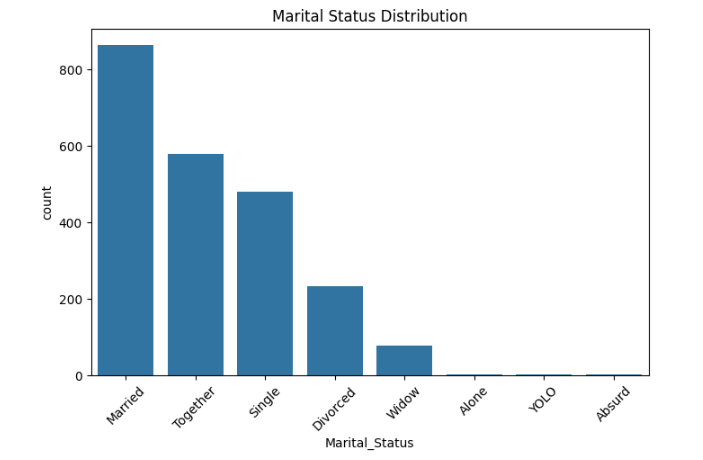 Marital Status Distribution
count
800
600
400
200
0
Married
Together
Single
Divorced
Widow
Alone
YOLO
Absurd
Marital_Status